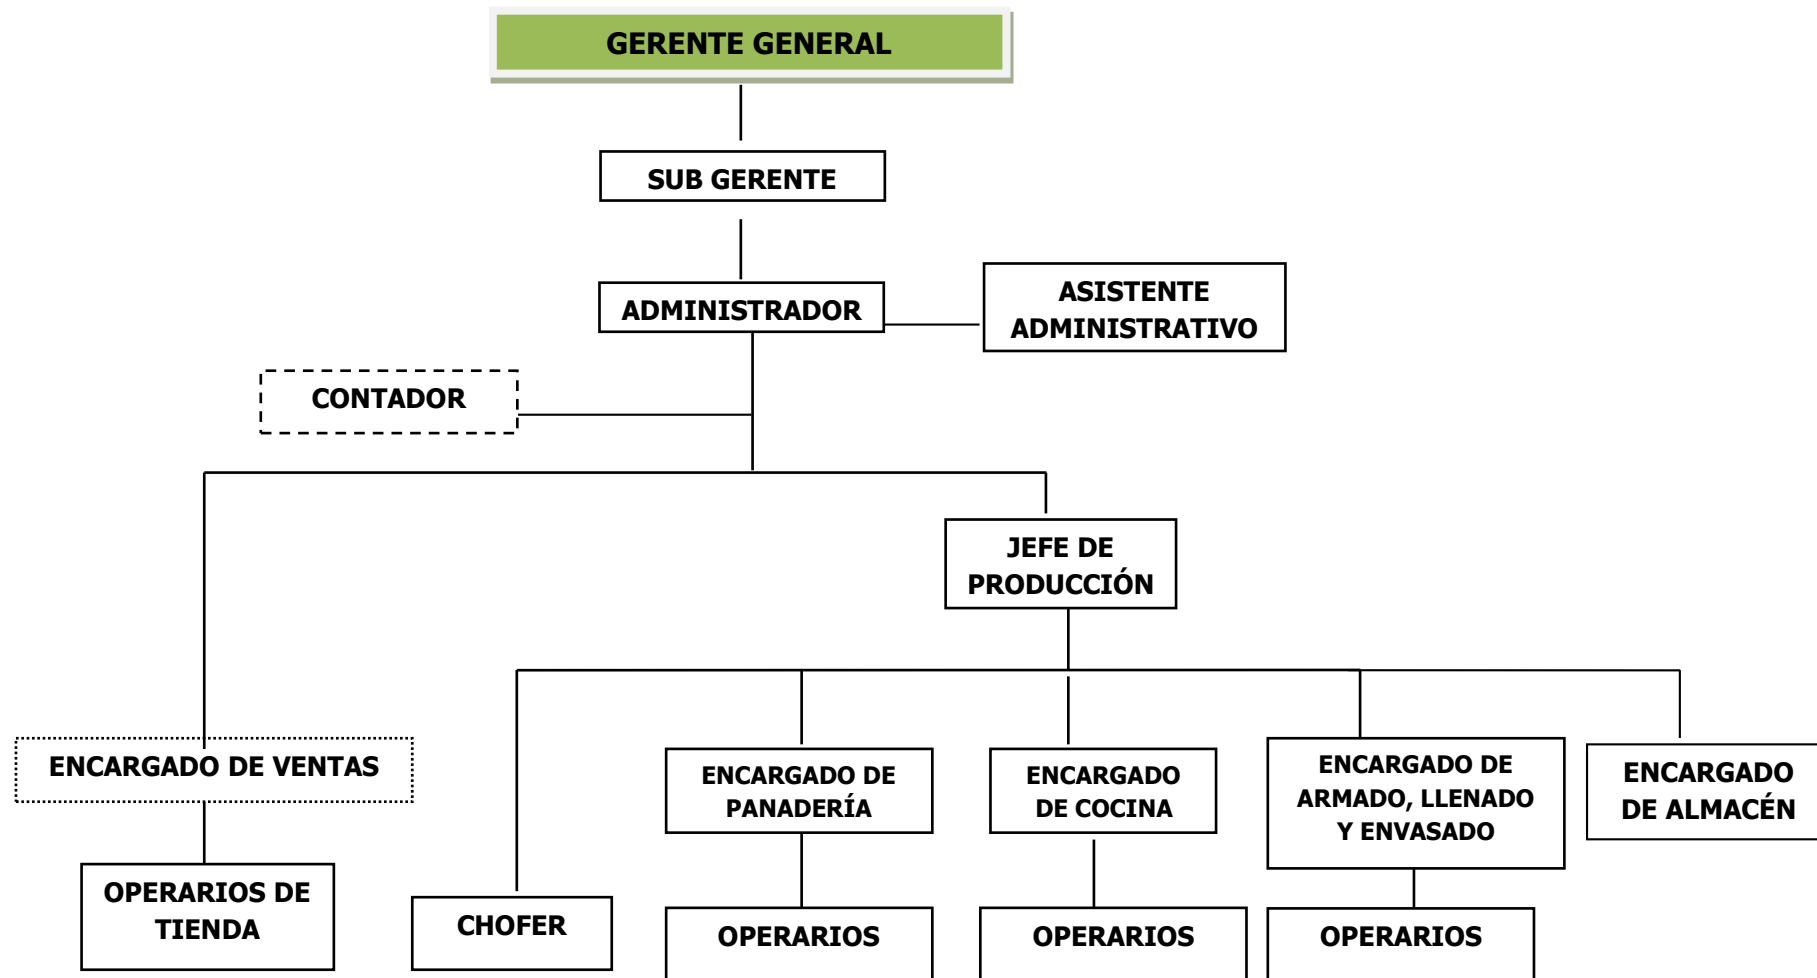 GERENTE GENERAL
SUB GERENTE
ADMINISTRADOR
ASISTENTE
ADMINISTRATIVO
CONTADOR
JEFE DE
PRODUCCIÓN
ENCARGADO DE VENTAS
ENCARGADO DE
PANADERÍA
ENCARGADO
DE COCINA
ENCARGADO DE
ARMADO, LLENADO
Y ENVASADO
ENCARGADO
DE ALMACÉN
OPERARIOS DE
TIENDA
CHOFER
OPERARIOS
OPERARIOS
OPERARIOS